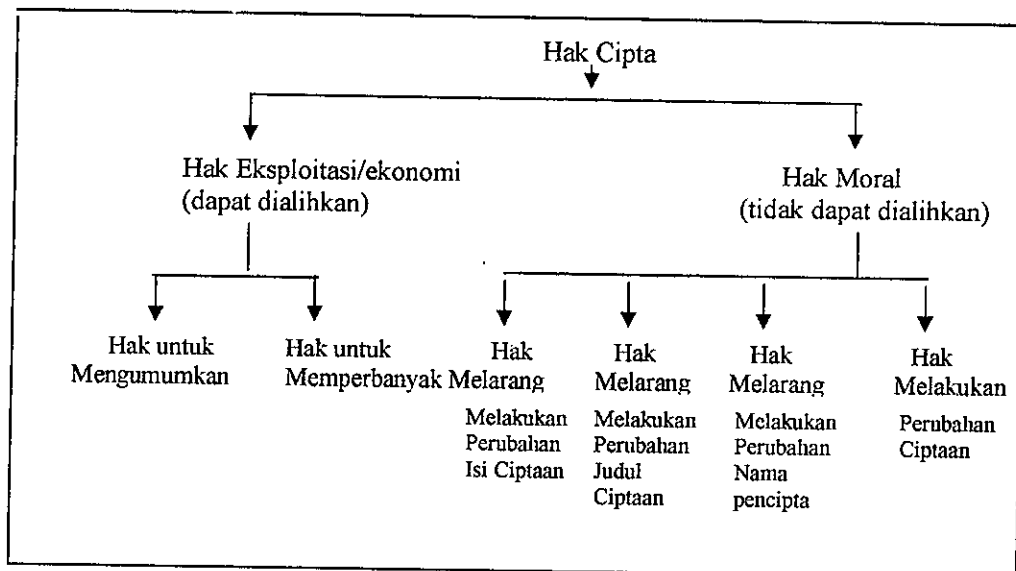 Hak Cipta
Hak Eksploitasi/ekonomi
(dapat dialihkan)
Hak Moral
(tidak dapat dialihkan)
Hak untuk
Mengumumkan
Hak untuk
Memperbanyak
Hak
Melarang
Melakukan
Perubahan
Isi Ciptaan
Hak
Melarang
Melakukan
Perubahan
Judul
Ciptaan
Hak
Melarang
Melakukan
Perubahan
Nama
pencipta
Hak
Melakukan
Perubahan
Ciptaan